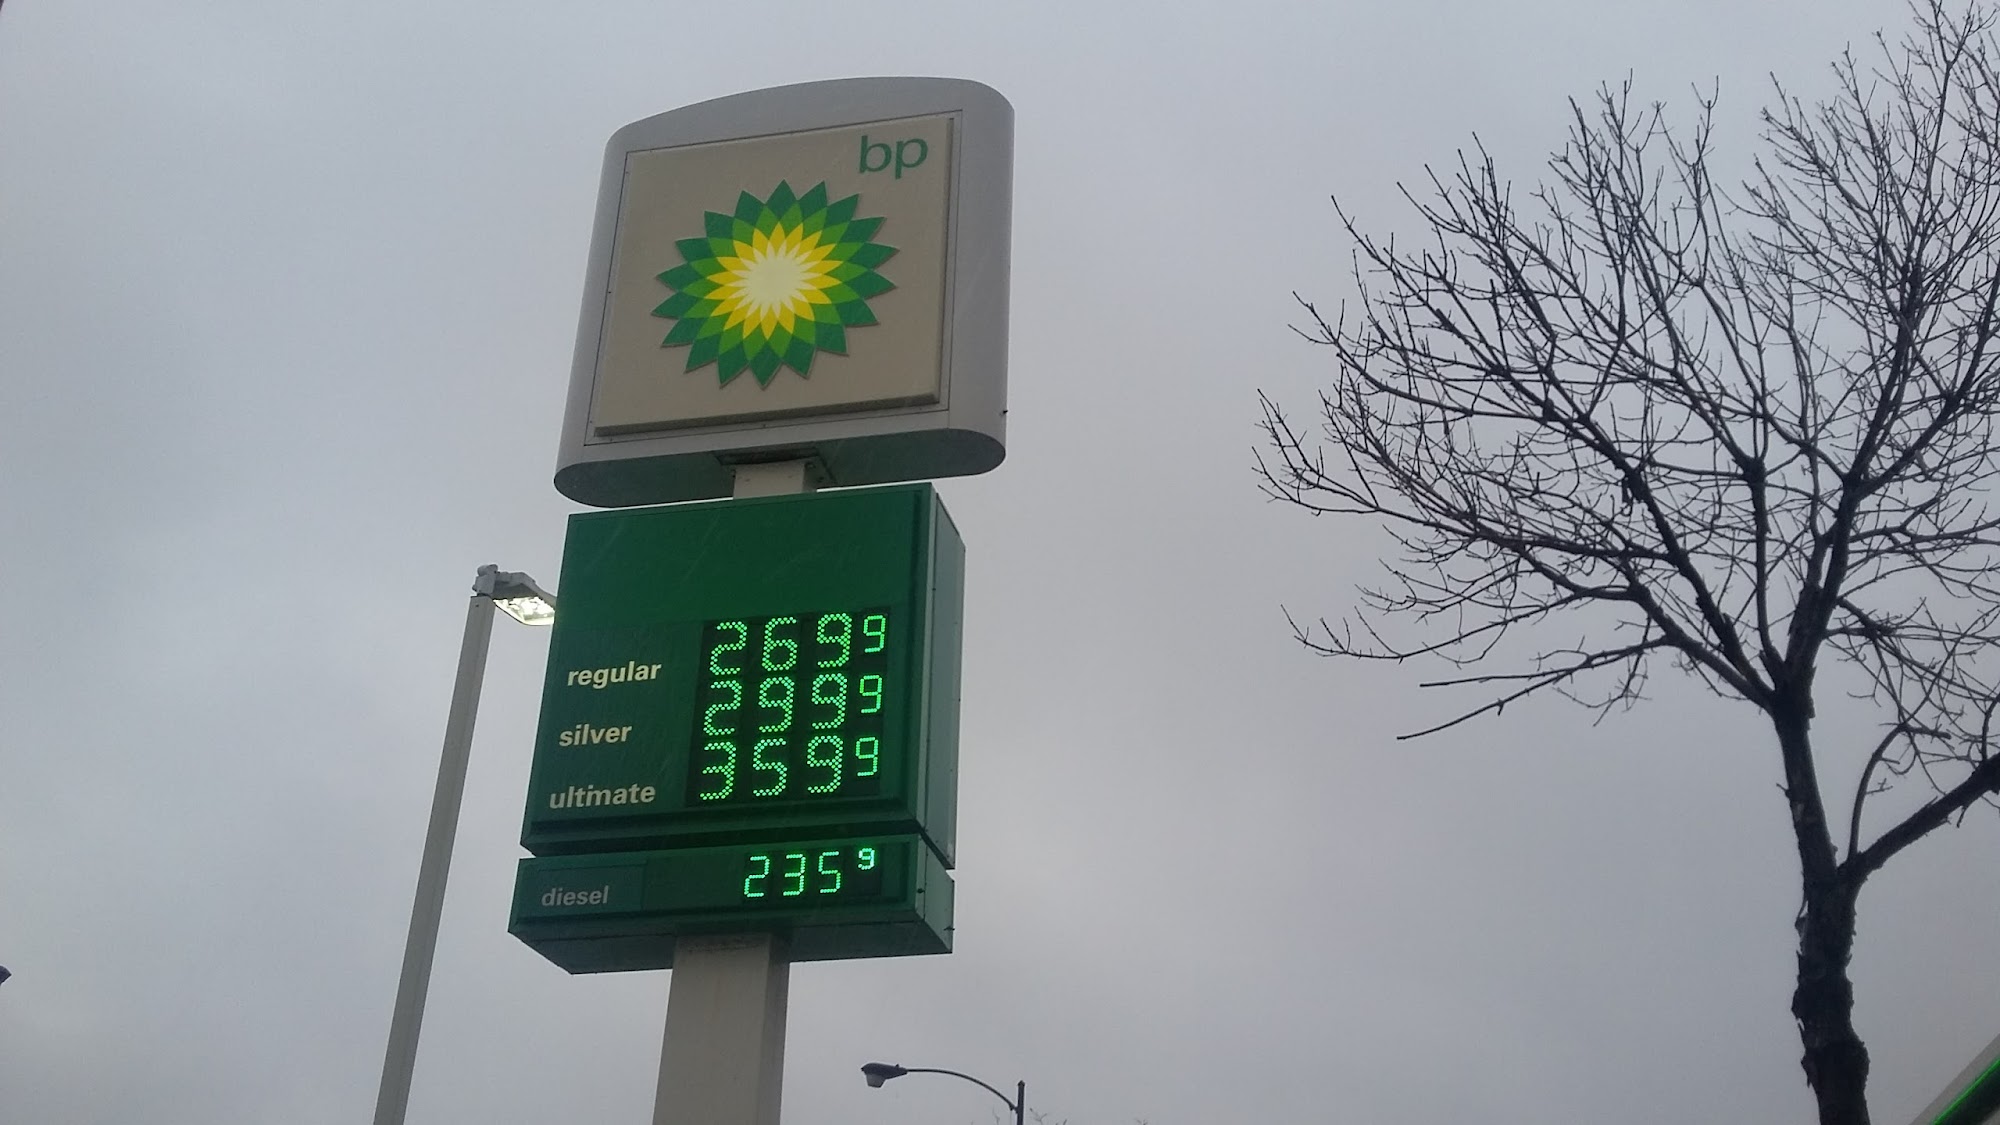 bp
regular 269 9
silver 299 9
ultimate 359 9
diesel 235 9